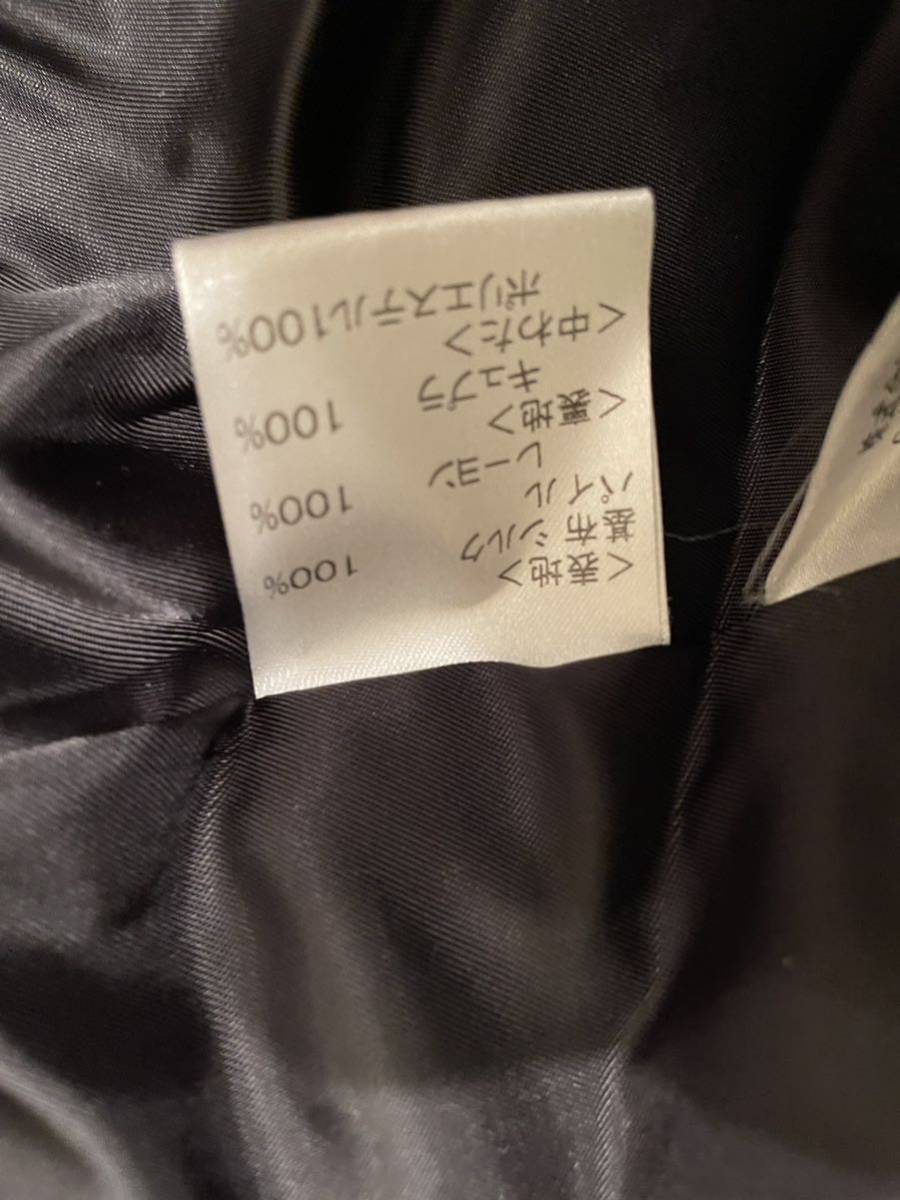 <表地>
基布 シルク 100%
パイル
レーヨン 100%
<裏地>
キュプラ 100%
<中わた>
ポリエステル100%